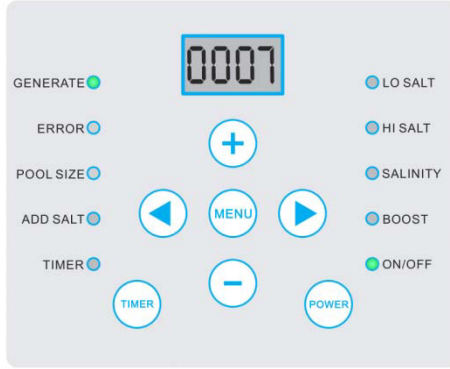 0007
GENERATE
LO SALT
ERROR
HI SALT
+
POOL SIZE
SALINITY
ADD SALT
MENU
BOOST
TIMER
ON/OFF
−
TIMER
POWER